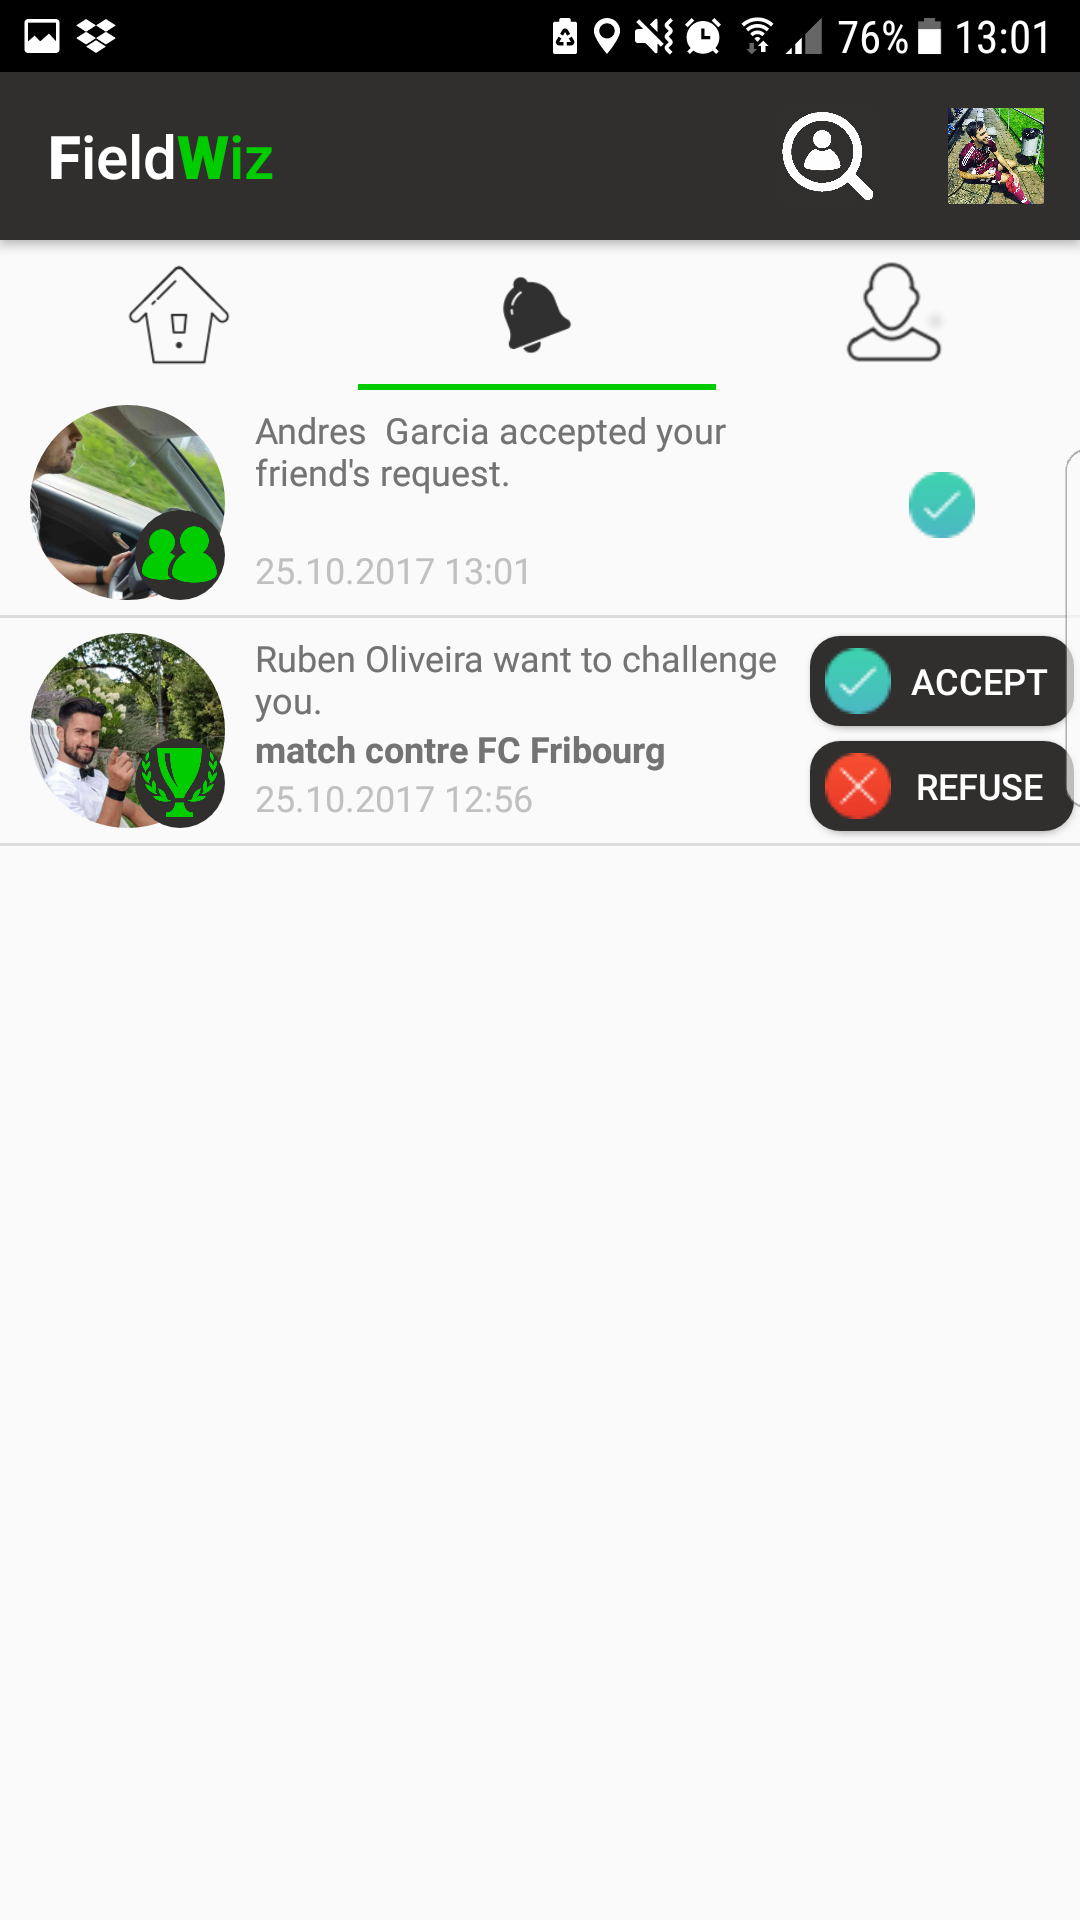 76% 13:01
FieldWiz
Andres  Garcia accepted your
friend's request.
25.10.2017 13:01
Ruben Oliveira want to challenge
you.
match contre FC Fribourg
25.10.2017 12:56
ACCEPT
REFUSE